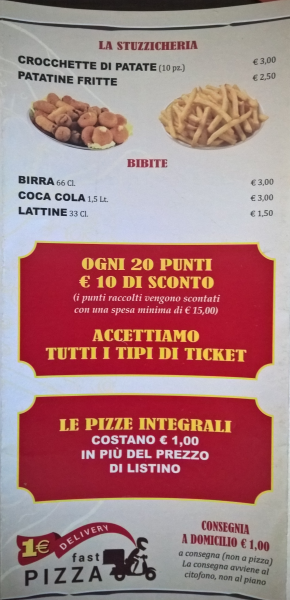 LA STUZZICHERIA
CROCCHETTE DI PATATE (10 pz.) € 3,00
PATATINE FRITTE € 2,50
BIBITE
BIRRA 66 Cl. € 3,00
COCA COLA 1,5 Lt. € 3,00
LATTINE 33 Cl. € 1,50
OGNI 20 PUNTI
€ 10 DI SCONTO
(i punti raccolti vengono scontati
con una spesa minima di € 15,00)
ACCETTIAMO
TUTTI I TIPI DI TICKET
LE PIZZE INTEGRALI
COSTANO € 1,00
IN PIÙ DEL PREZZO
DI LISTINO
1€ DELIVERY
fast
PIZZA
CONSEGNIA
A DOMICILIO € 1,00
a consegna (non a pizza)
La consegna avviene al
citofono, non al piano